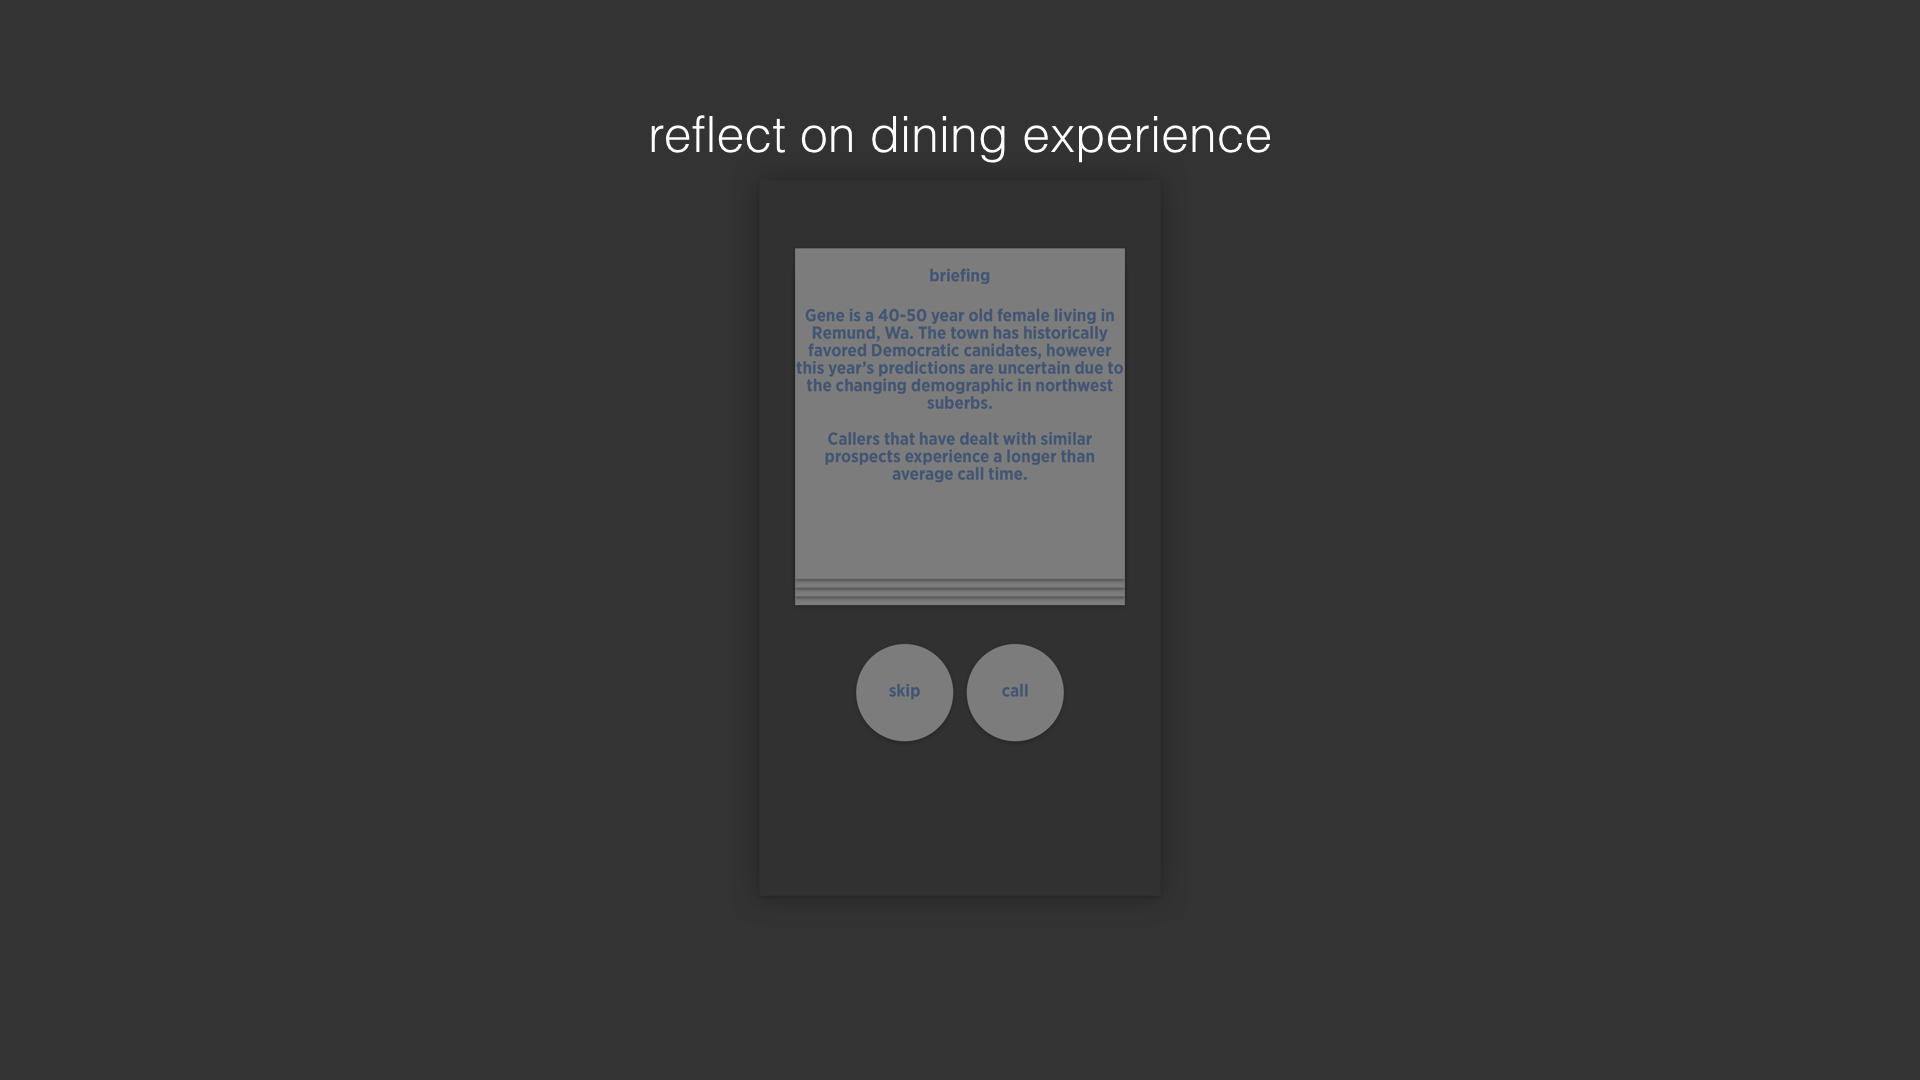 reflect on dining experience
briefing
Gene is a 40-50 year old female living in
Remund, Wa. The town has historically
favored Democratic canidates, however
this year's predictions are uncertain due to
the changing demographic in northwest
suberbs.
Callers that have dealt with similar
prospects experience a longer than
average call time.
skip
call